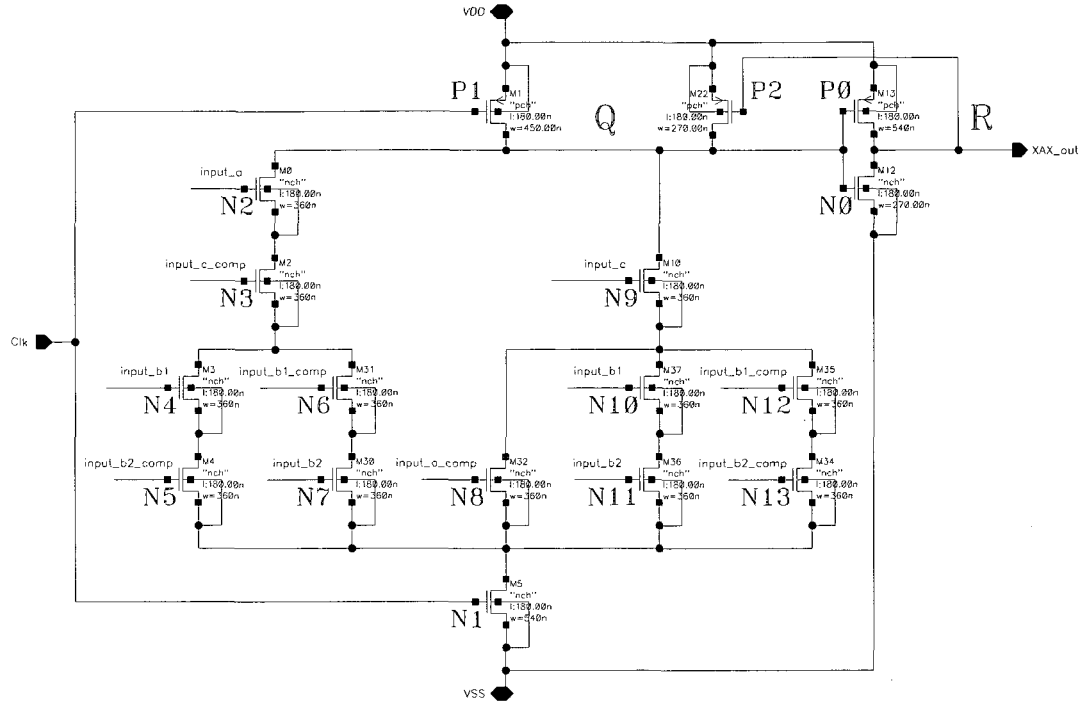 VDD
P1
M1
"pch"
l:180.00n
w=450.00n
Q
M22
"pch"
l:180.00n
w=270.00n
P2
P0
M13
"pch"
l:180.00n
w=540n
R
XAX_out
input_a
N2
M0
"nch"
l:180.00n
w=360n
N0
M12
"nch"
l:180.00n
w=270.00n
input_c_comp
N3
M2
"nch"
l:180.00n
w=360n
input_c
N9
M10
"nch"
l:180.00n
w=360n
Clk
input_b1
N4
M3
"nch"
l:180.00n
w=360n
input_b1_comp
N6
M31
"nch"
l:180.00n
w=360n
input_b1
N10
M37
"nch"
l:180.00n
w=360n
input_b1_comp
N12
M35
"nch"
l:180.00n
w=360n
input_b2_comp
N5
M4
"nch"
l:180.00n
w=360n
input_b2
N7
M30
"nch"
l:180.00n
w=360n
input_a_comp
N8
M32
"nch"
l:180.00n
w=360n
input_b2
N11
M36
"nch"
l:180.00n
w=360n
input_b2_comp
N13
M34
"nch"
l:180.00n
w=360n
N1
M5
"nch"
l:180.00n
w=540n
VSS